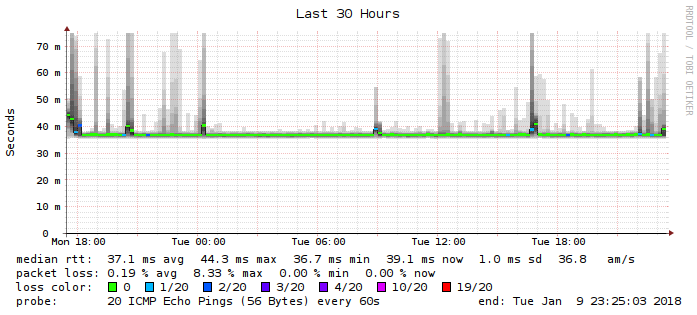 Last 30 Hours
RRDTOOL / TOBI OETIKER
Seconds
70 m
60 m
50 m
40 m
30 m
20 m
10 m
0
Mon 18:00 Tue 00:00 Tue 06:00 Tue 12:00 Tue 18:00
median rtt: 37.1 ms avg 44.3 ms max 36.7 ms min 39.1 ms now 1.0 ms sd 36.8 am/s
packet loss: 0.19 % avg 8.33 % max 0.00 % min 0.00 % now
loss color: 0 1/20 2/20 3/20 4/20 10/20 19/20
probe: 20 ICMP Echo Pings (56 Bytes) every 60s end: Tue Jan 9 23:25:03 2018